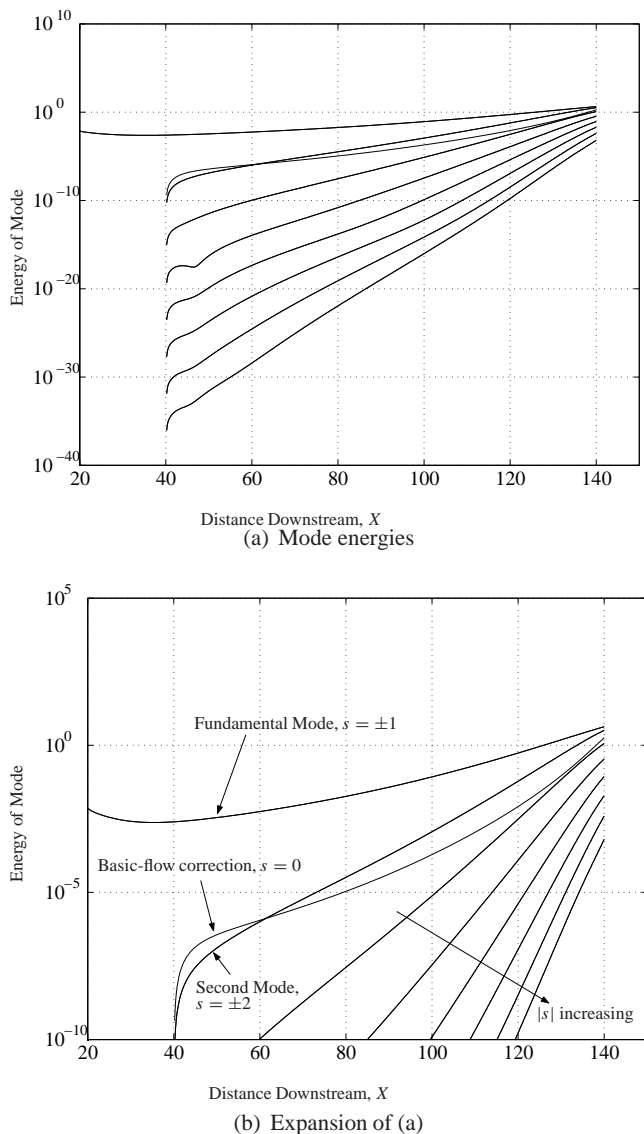 10^10
10^0
10^−10
10^−20
10^−30
10^−40
Energy of Mode
20 40 60 80 100 120 140
Distance Downstream, X
(a) Mode energies
10^5
10^0
10^−5
10^−10
Energy of Mode
Fundamental Mode, s = ±1
Basic-flow correction, s = 0
Second Mode,
s = ±2
|s| increasing
20 40 60 80 100 120 140
Distance Downstream, X
(b) Expansion of (a)